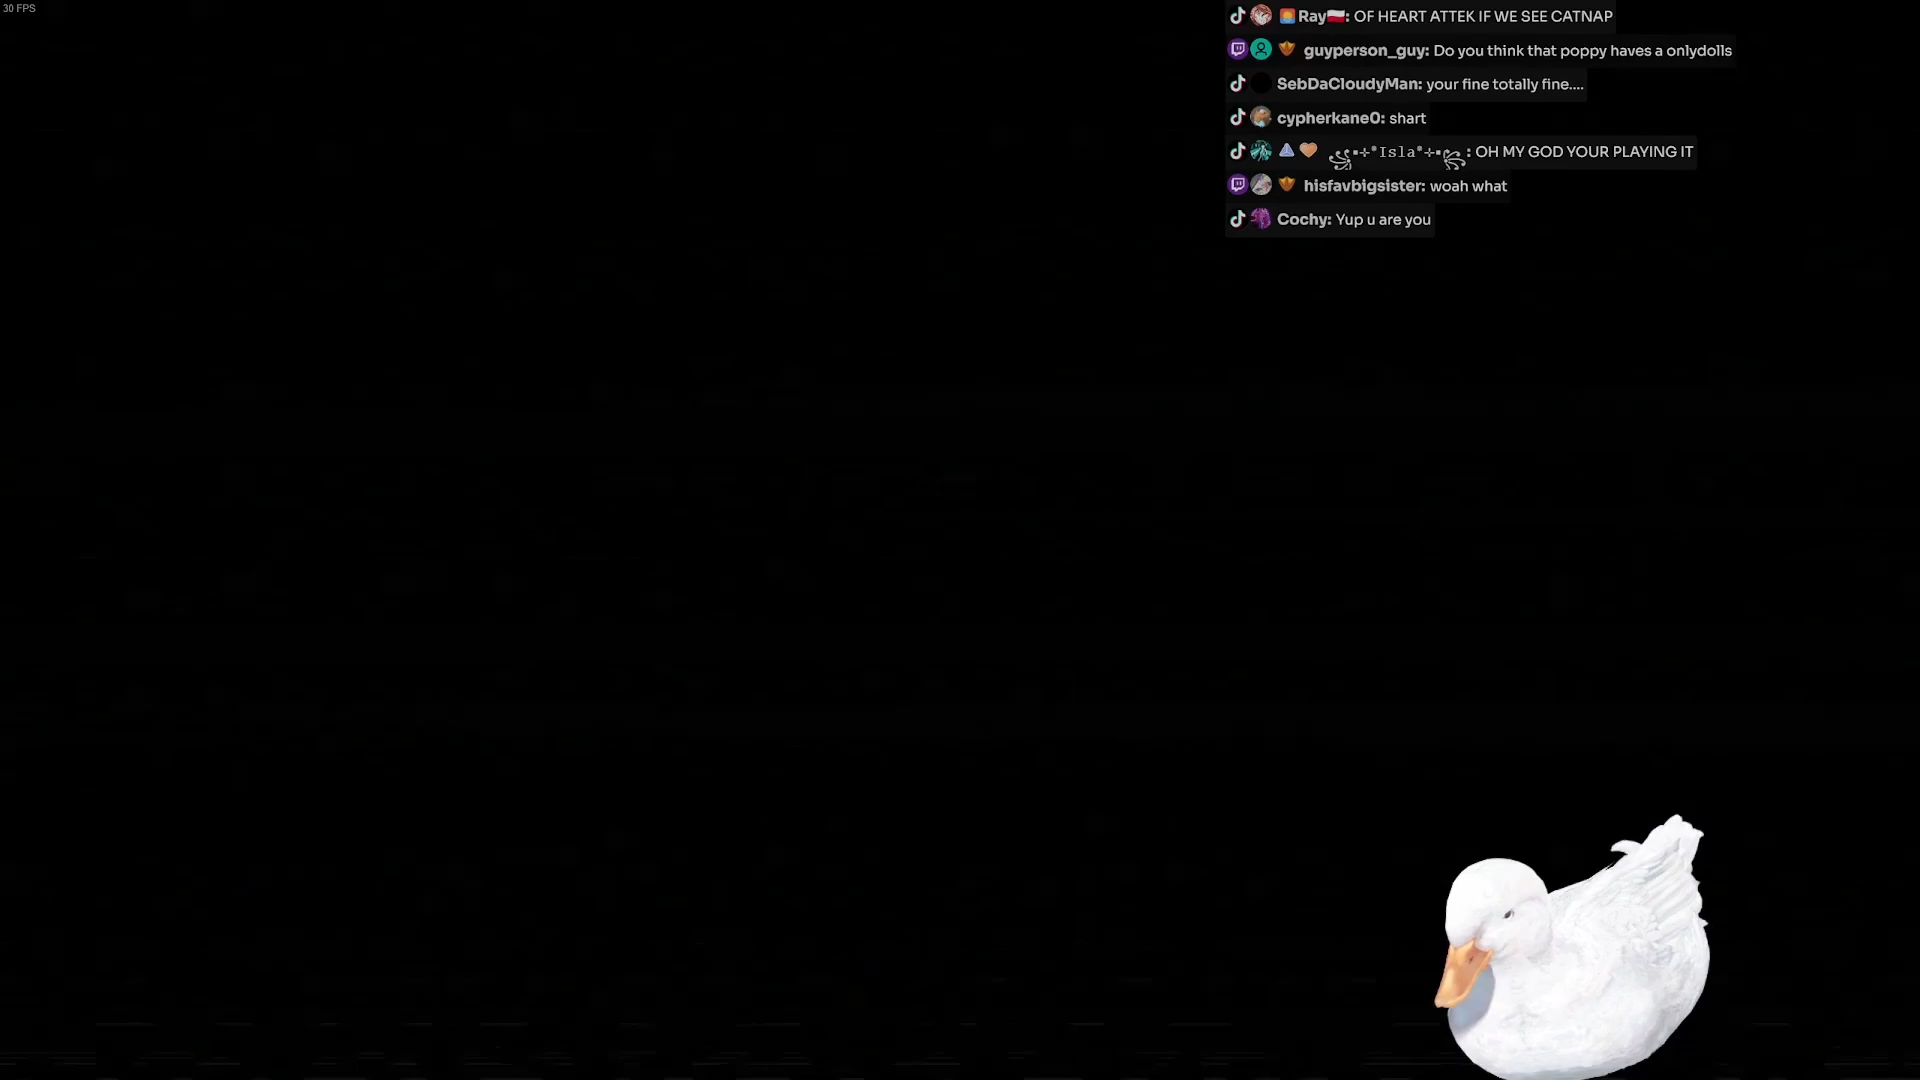 30 FPS
Ray: OF HEART ATTEK IF WE SEE CATNAP
guyperson_guy: Do you think that poppy haves a onlydolls
SebDaCloudyMan: your fine totally fine....
cypherkane0: shart
꧁▪⊹*Isla*⊹▪꧂: OH MY GOD YOUR PLAYING IT
hisfavbigsister: woah what
Cochy: Yup u are you